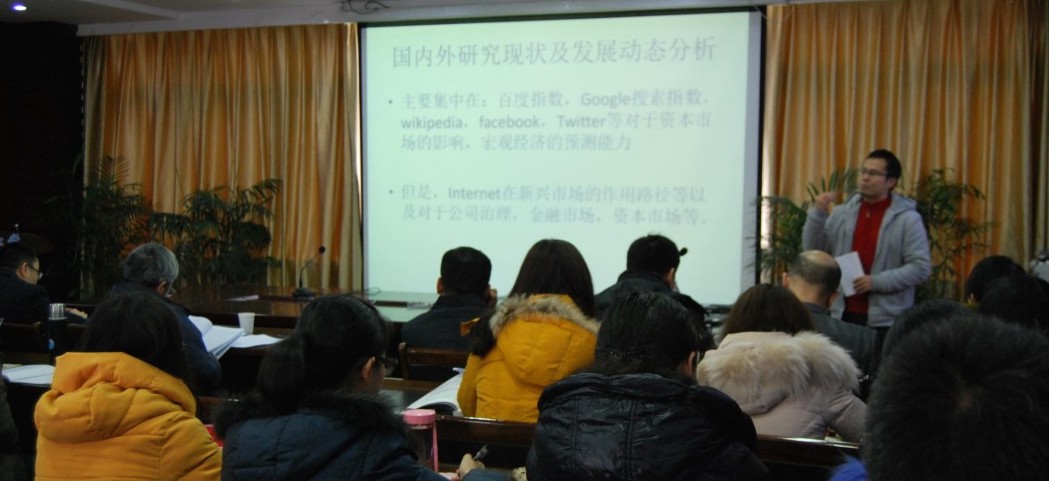 国内外研究现状及发展动态分析
• 主要集中在：百度指数，Google搜索指数，
wikipedia，facebook，Twitter等对于资本市
场的影响，宏观经济的预测能力
• 但是，Internet在新兴市场的作用路径等以
及对于公司治理、金融市场，资本市场等。